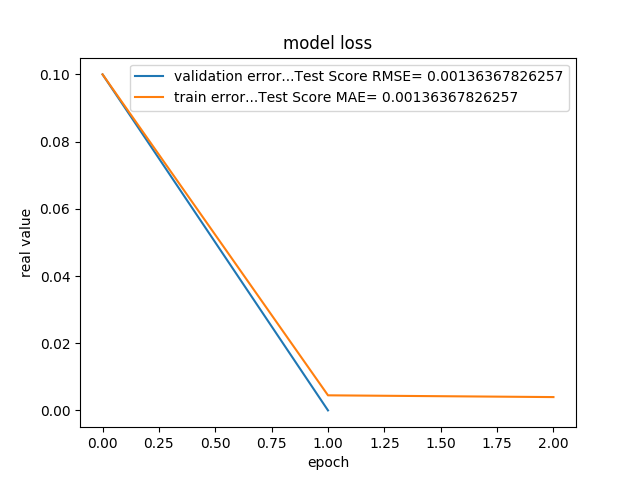 model loss
validation error...Test Score RMSE= 0.00136367826257
train error...Test Score MAE= 0.00136367826257
real value
0.10
0.08
0.06
0.04
0.02
0.00
0.00 0.25 0.50 0.75 1.00 1.25 1.50 1.75 2.00
epoch